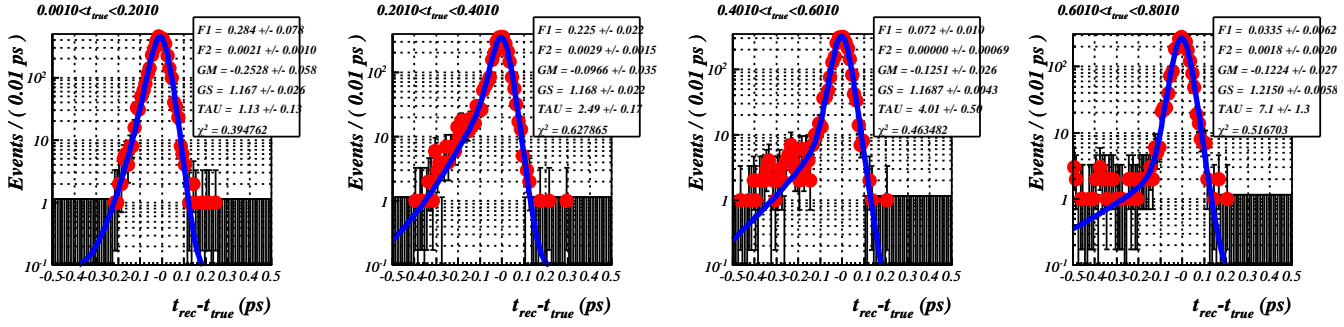 0.0010<t_true<0.2010
F1 = 0.284 +/- 0.078
F2 = 0.0021 +/- 0.0010
GM = -0.2528 +/- 0.058
GS = 1.167 +/- 0.026
TAU = 1.13 +/- 0.13
χ² = 0.394762
Events / ( 0.01 ps )
10²
10
1
10⁻¹
-0.5-0.4-0.3-0.2-0.1 -0 0.1 0.2 0.3 0.4 0.5
t_rec-t_true (ps)
0.2010<t_true<0.4010
F1 = 0.225 +/- 0.022
F2 = 0.0029 +/- 0.0015
GM = -0.0966 +/- 0.035
GS = 1.168 +/- 0.022
TAU = 2.49 +/- 0.17
χ² = 0.627865
Events / ( 0.01 ps )
10²
10
1
10⁻¹
-0.5-0.4-0.3-0.2-0.1 -0 0.1 0.2 0.3 0.4 0.5
t_rec-t_true (ps)
0.4010<t_true<0.6010
F1 = 0.072 +/- 0.010
F2 = 0.00000 +/- 0.00069
GM = -0.1251 +/- 0.026
GS = 1.1687 +/- 0.0043
TAU = 4.01 +/- 0.50
χ² = 0.463482
Events / ( 0.01 ps )
10²
10
1
10⁻¹
-0.5-0.4-0.3-0.2-0.1 -0 0.1 0.2 0.3 0.4 0.5
t_rec-t_true (ps)
0.6010<t_true<0.8010
F1 = 0.0335 +/- 0.0062
F2 = 0.0018 +/- 0.0020
GM = -0.1224 +/- 0.027
GS = 1.2150 +/- 0.0058
TAU = 7.1 +/- 1.3
χ² = 0.516703
Events / ( 0.01 ps )
10²
10
1
10⁻¹
-0.5-0.4-0.3-0.2-0.1 -0 0.1 0.2 0.3 0.4 0.5
t_rec-t_true (ps)